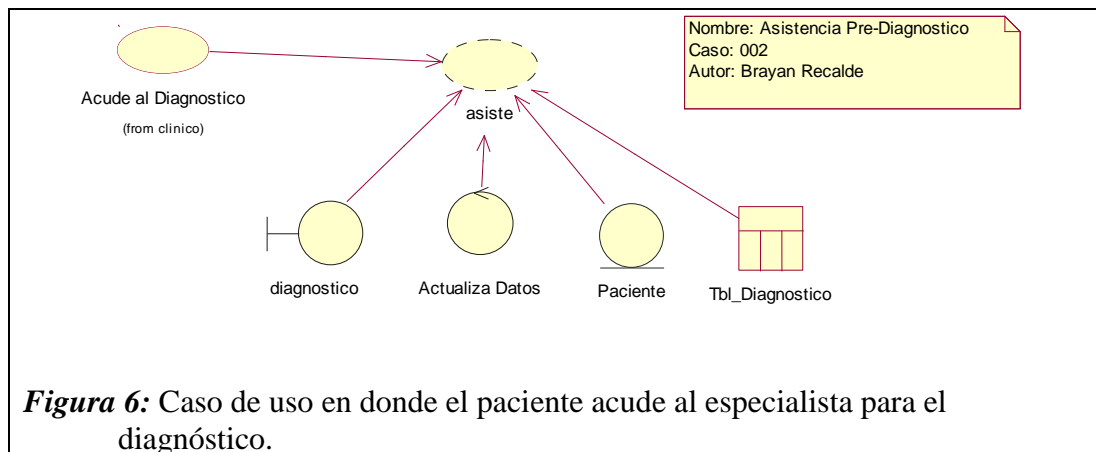 Nombre: Asistencia Pre-Diagnostico
Caso: 002
Autor: Brayan Recalde
Acude al Diagnostico
(from clinico)
asiste
diagnostico
Actualiza Datos
Paciente
Tbl_Diagnostico
Figura 6: Caso de uso en donde el paciente acude al especialista para el
diagnóstico.